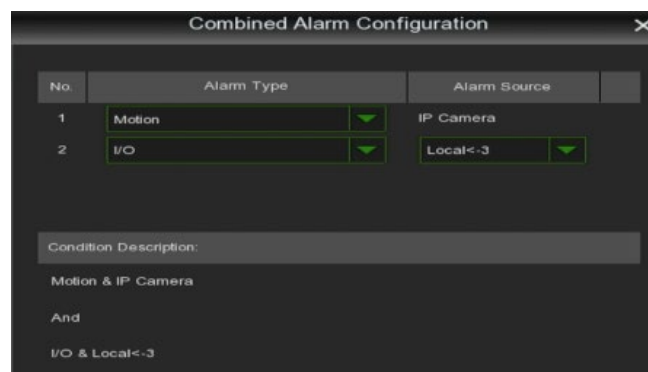 Combined Alarm Configuration
No. Alarm Type Alarm Source
1 Motion IP Camera
2 I/O Local<-3
Condition Description:
Motion & IP Camera
And
I/O & Local<-3